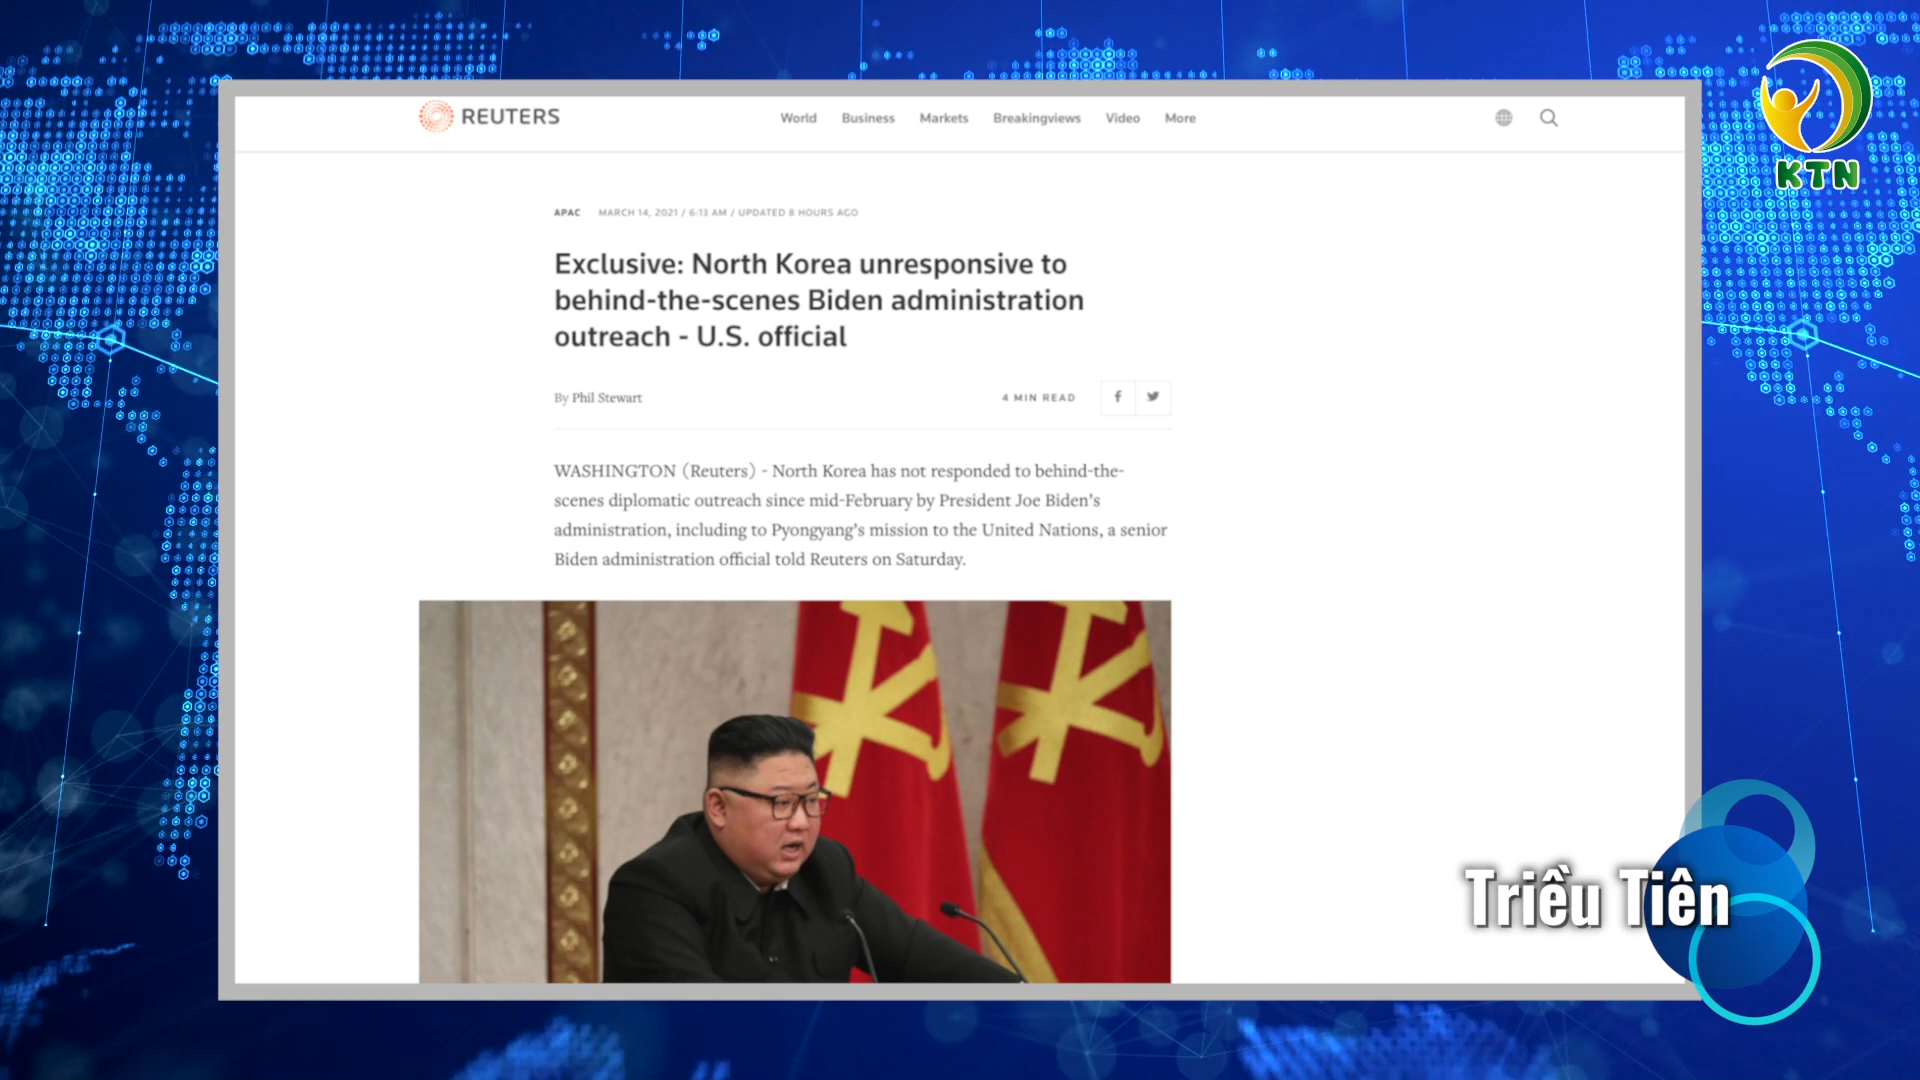 REUTERS
World Business Markets Breakingviews Video More
KTN
APAC MARCH 14, 2021 / 6:13 AM / UPDATED 8 HOURS AGO
Exclusive: North Korea unresponsive to
behind-the-scenes Biden administration
outreach - U.S. official
By Phil Stewart
4 MIN READ
WASHINGTON (Reuters) - North Korea has not responded to behind-the-
scenes diplomatic outreach since mid-February by President Joe Biden’s
administration, including to Pyongyang’s mission to the United Nations, a senior
Biden administration official told Reuters on Saturday.
Triều Tiên